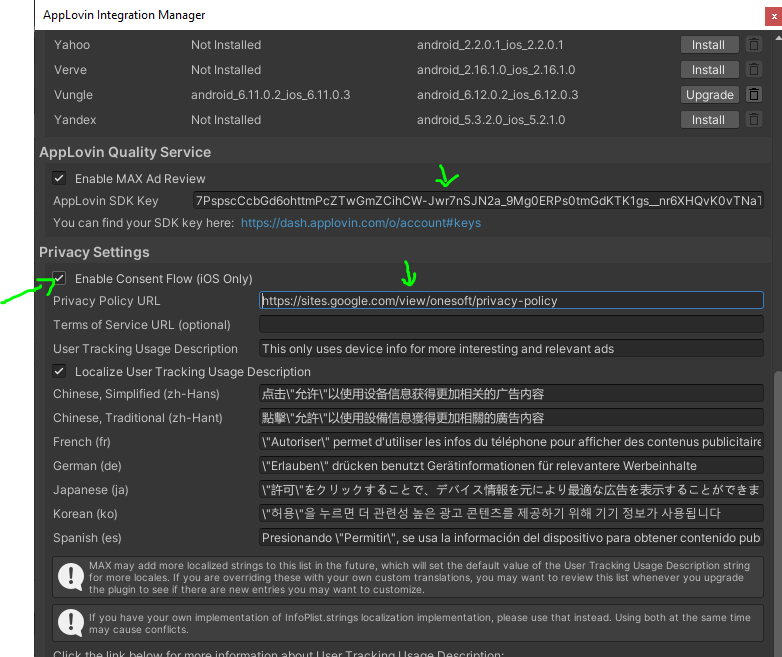 AppLovin Integration Manager
Yahoo Not Installed android_2.2.0.1_ios_2.2.0.1 Install
Verve Not Installed android_2.16.1.0_ios_2.16.1.0 Install
Vungle android_6.11.0.2_ios_6.11.0.3 android_6.12.0.2_ios_6.12.0.3 Upgrade
Yandex Not Installed android_5.3.2.0_ios_5.2.1.0 Install
AppLovin Quality Service
Enable MAX Ad Review
AppLovin SDK Key 7PspscCcbGd6ohttmPcZTwGmZCihCW-Jwr7nSJN2a_9Mg0ERPs0tmGdKTK1gs__nr6XHQvK0vTNaT
You can find your SDK key here: https://dash.applovin.com/o/account#keys
Privacy Settings
Enable Consent Flow (iOS Only)
Privacy Policy URL https://sites.google.com/view/onesoft/privacy-policy
Terms of Service URL (optional)
User Tracking Usage Description This only uses device info for more interesting and relevant ads
Localize User Tracking Usage Description
Chinese, Simplified (zh-Hans) 点击\"允许\"以使用设备信息获得更加相关的广告内容
Chinese, Traditional (zh-Hant) 點擊\"允許\"以使用設備信息獲得更加相關的廣告內容
French (fr) \"Autoriser\" permet d'utiliser les infos du téléphone pour afficher des contenus publicitaire
German (de) \"Erlauben\" drücken benutzt Gerätinformationen für relevantere Werbeinhalte
Japanese (ja) \"許可\"をクリックすることで、デバイス情報を元により最適な広告を表示することができま
Korean (ko) \"허용\"을 누르면 더 관련성 높은 광고 콘텐츠를 제공하기 위해 기기 정보가 사용됩니다
Spanish (es) Presionando \"Permitir\", se usa la información del dispositivo para obtener contenido pub
MAX may add more localized strings to this list in the future, which will set the default value of the User Tracking Usage Description string
for more locales. If you are overriding these with your own custom translations, you may want to review this list whenever you upgrade
the plugin to see if there are new entries you may want to customize.
If you have your own implementation of InfoPlist.strings localization implementation, please use that instead. Using both at the same time
may cause conflicts.
Click the link below for more information about User Tracking Usage Description: